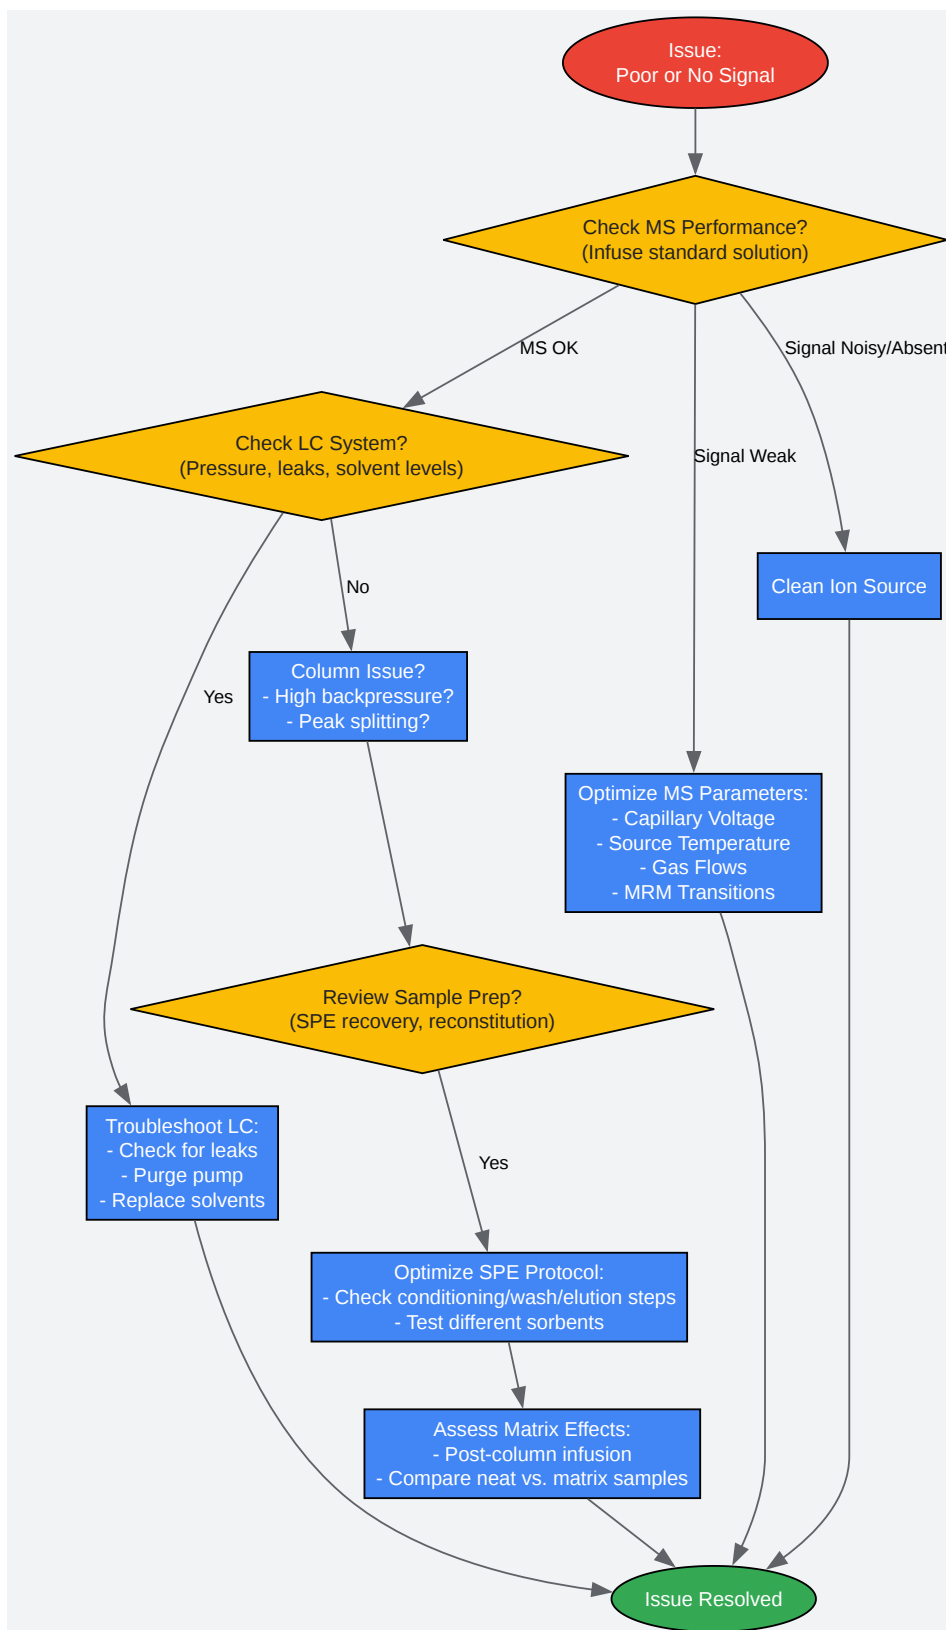 Issue:
Poor or No Signal
Check MS Performance?
(Infuse standard solution)
MS OK
Signal Noisy/Absent
Check LC System?
(Pressure, leaks, solvent levels)
Signal Weak
No
Clean Ion Source
Column Issue?
- High backpressure?
- Peak splitting?
Yes
Optimize MS Parameters:
- Capillary Voltage
- Source Temperature
- Gas Flows
- MRM Transitions
Review Sample Prep?
(SPE recovery, reconstitution)
Troubleshoot LC:
- Check for leaks
- Purge pump
- Replace solvents
Yes
Optimize SPE Protocol:
- Check conditioning/wash/elution steps
- Test different sorbents
Assess Matrix Effects:
- Post-column infusion
- Compare neat vs. matrix samples
Issue Resolved